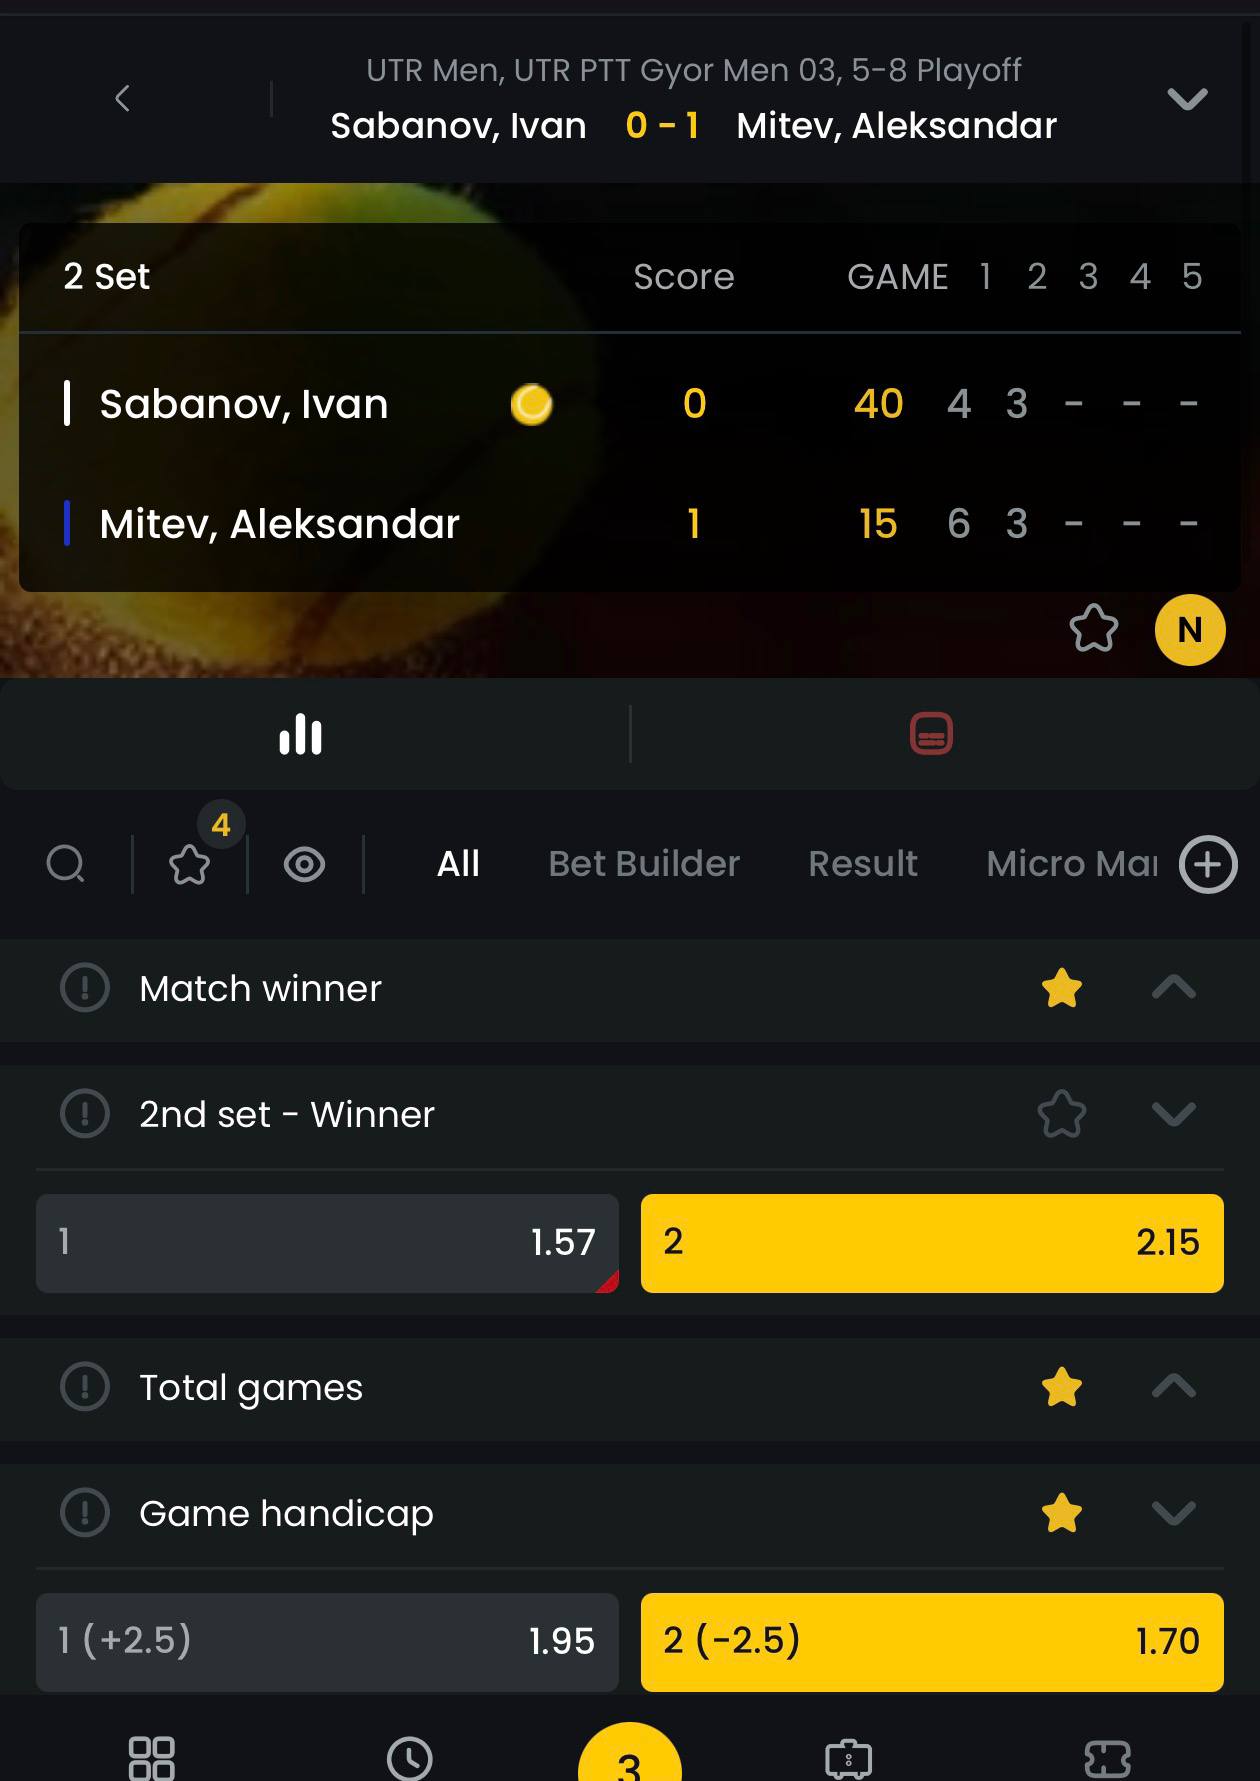 UTR Men, UTR PTT Gyor Men 03, 5-8 Playoff
Sabanov, Ivan 0 - 1 Mitev, Aleksandar
2 Set Score GAME 1 2 3 4 5
Sabanov, Ivan 0 40 4 3 - - -
Mitev, Aleksandar 1 15 6 3 - - -
N
4
All Bet Builder Result Micro Mar
Match winner
2nd set - Winner
1 1.57 2 2.15
Total games
Game handicap
1 (+2.5) 1.95 2 (-2.5) 1.70
3